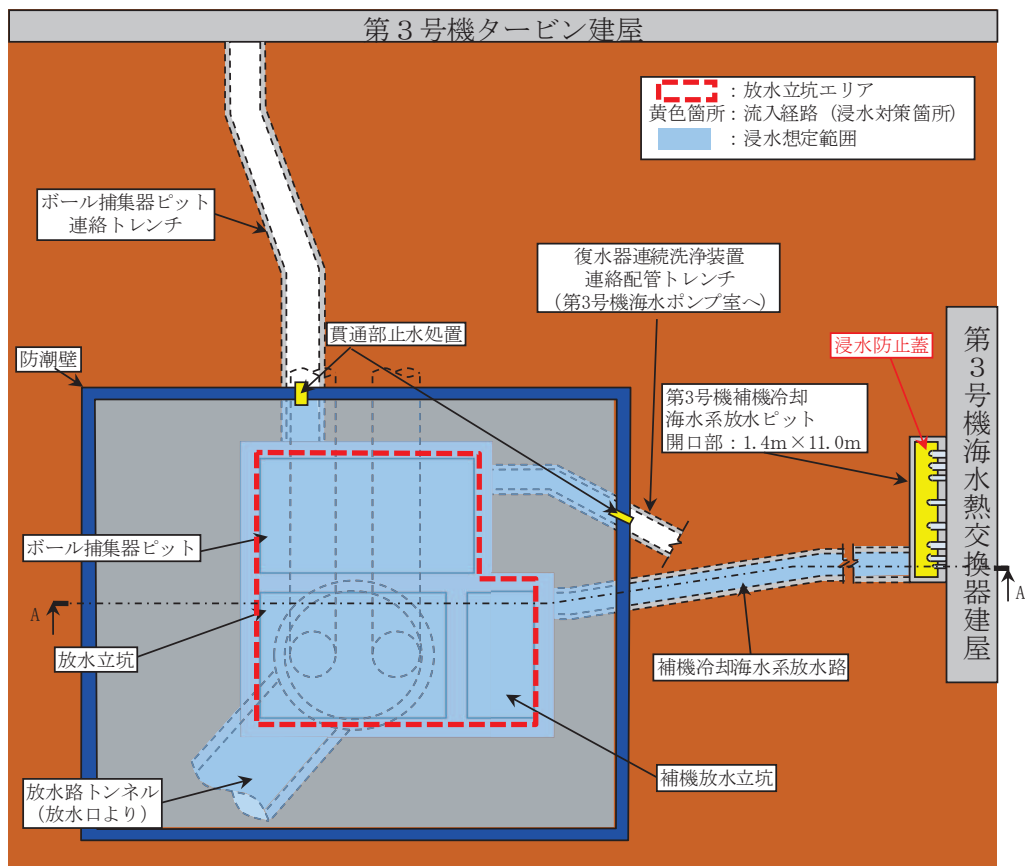 第３号機タービン建屋
：放水立坑エリア
黄色箇所：流入経路（浸水対策箇所）
：浸水想定範囲
ボール捕集器ピット
連絡トレンチ
復水器連続洗浄装置
連絡配管トレンチ
（第3号機海水ポンプ室へ）
貫通部止水処置
防潮壁
浸水防止蓋
第3号機補機冷却
海水系放水ピット
開口部：1.4m×11.0m
第３号機海水熱交換器建屋
ボール捕集器ピット
A
A
放水立坑
補機冷却海水系放水路
補機放水立坑
放水路トンネル
（放水口より）